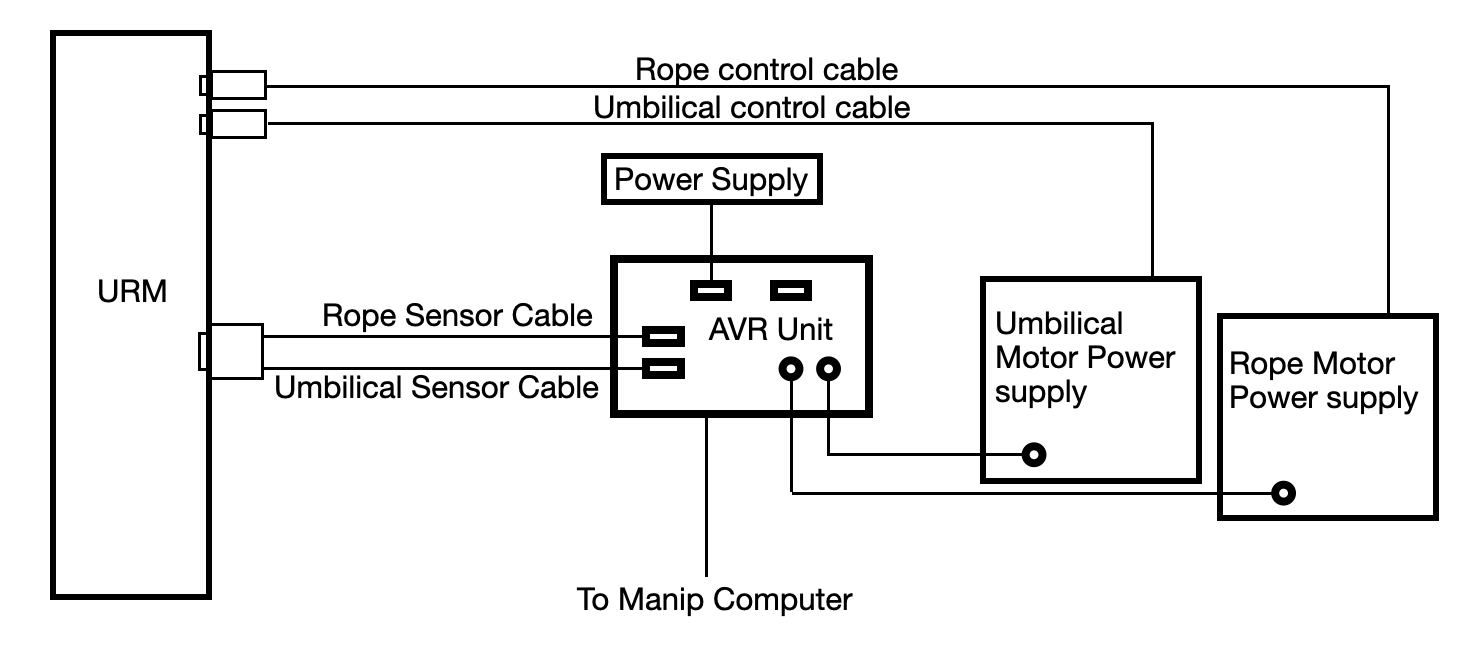 Rope control cable
Umbilical control cable
Power Supply
URM
Rope Sensor Cable
AVR Unit
Umbilical Sensor Cable
Umbilical
Motor Power
supply
Rope Motor
Power supply
To Manip Computer